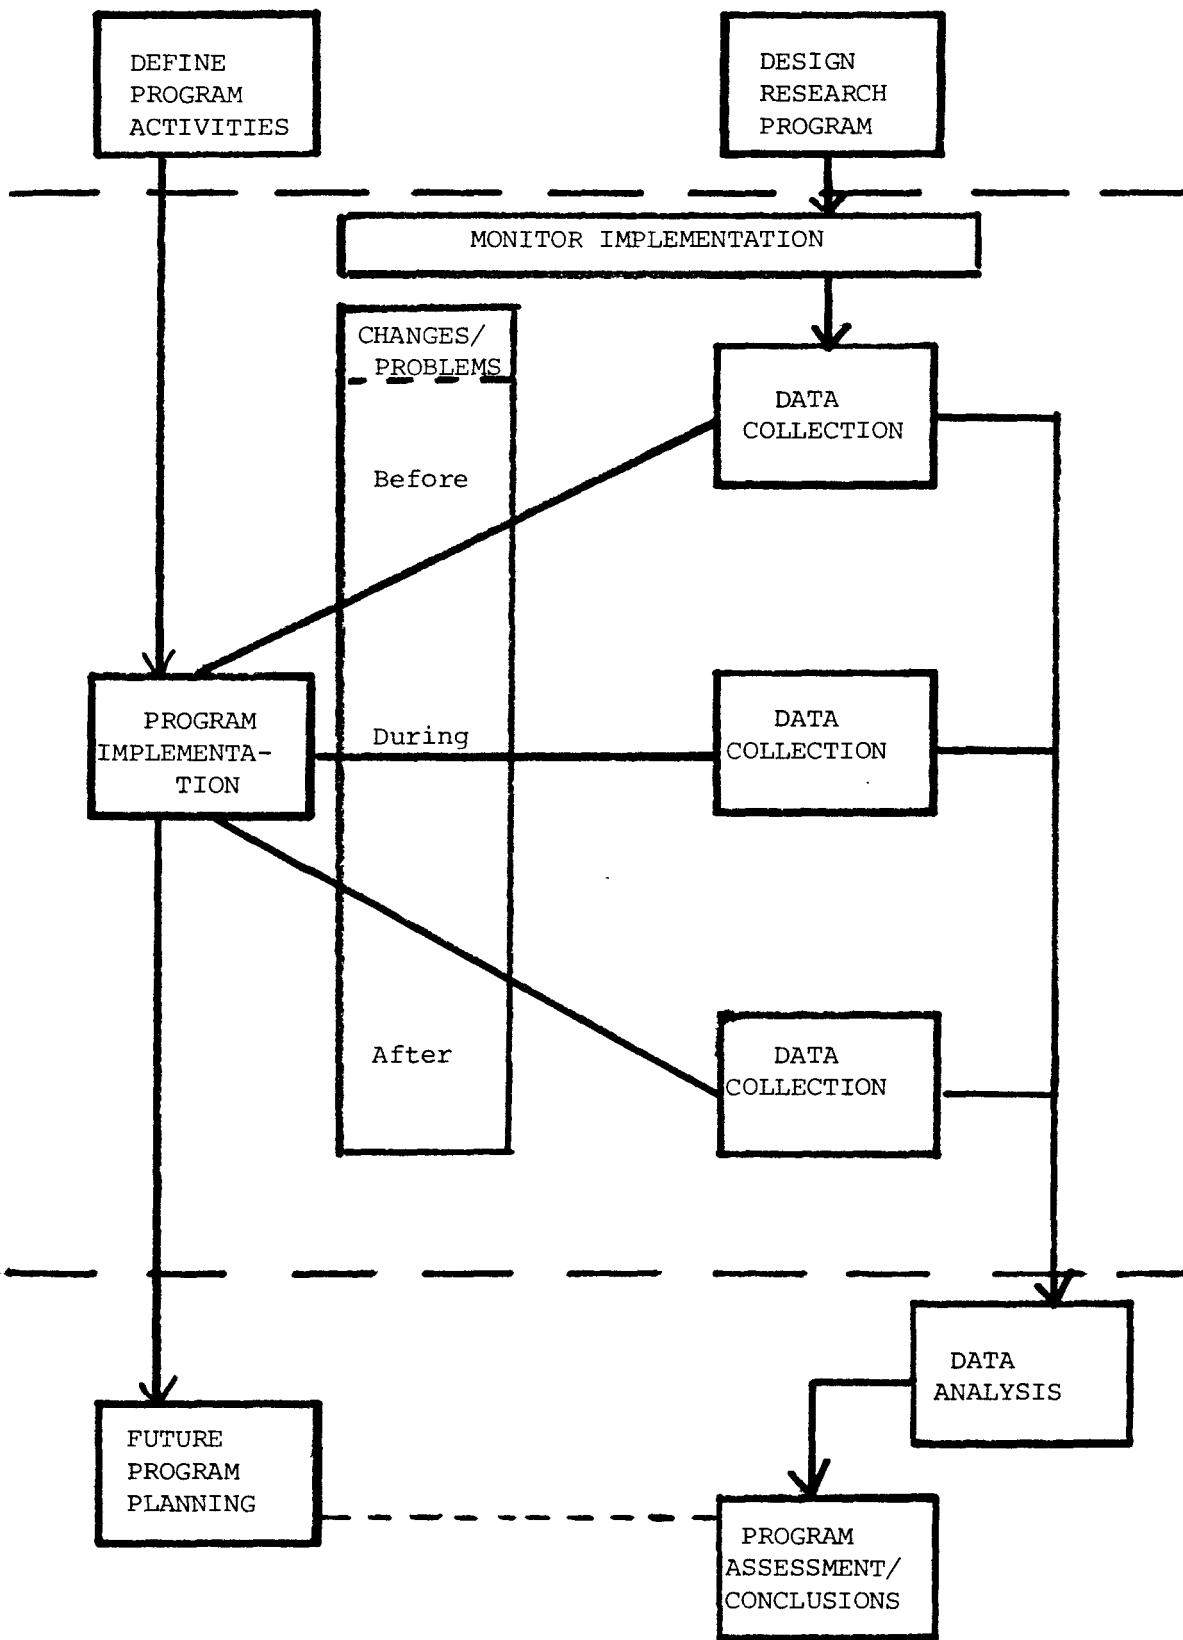 DEFINE
PROGRAM
ACTIVITIES
DESIGN
RESEARCH
PROGRAM
MONITOR IMPLEMENTATION
CHANGES/
PROBLEMS
DATA
COLLECTION
Before
PROGRAM
IMPLEMENTA-
TION
During
DATA
COLLECTION
After
DATA
COLLECTION
DATA
ANALYSIS
FUTURE
PROGRAM
PLANNING
PROGRAM
ASSESSMENT/
CONCLUSIONS